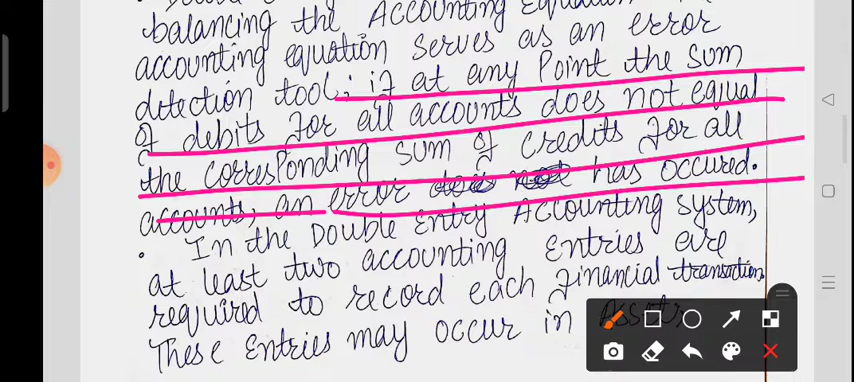 balancing the ACCOUNTING Equation
accounting equation serves as an error
ditection tool; if at any Point the sum
of debits for all accounts does not equal
the corresponding sum of credits for all
accounts, an error has occured.
• In the Double Entry ACCOUNTING system,
at least two accounting entries are
required to record each financial transaction.
These Entries may occur in Assets,